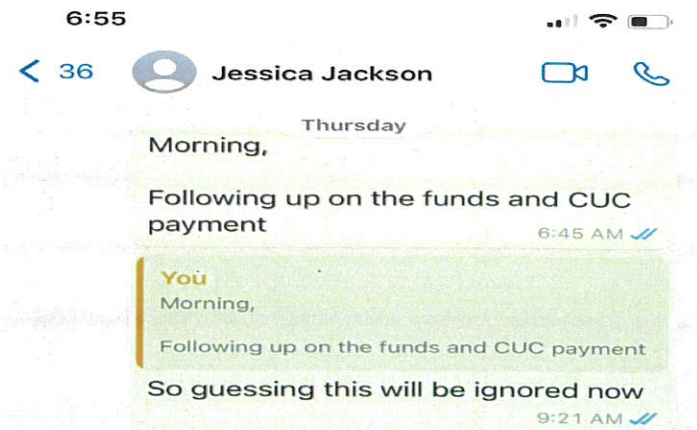 6:55
36 Jessica Jackson
Thursday
Morning,
Following up on the funds and CUC
payment
6:45 AM
You
Morning,
Following up on the funds and CUC payment
So guessing this will be ignored now
9:21 AM